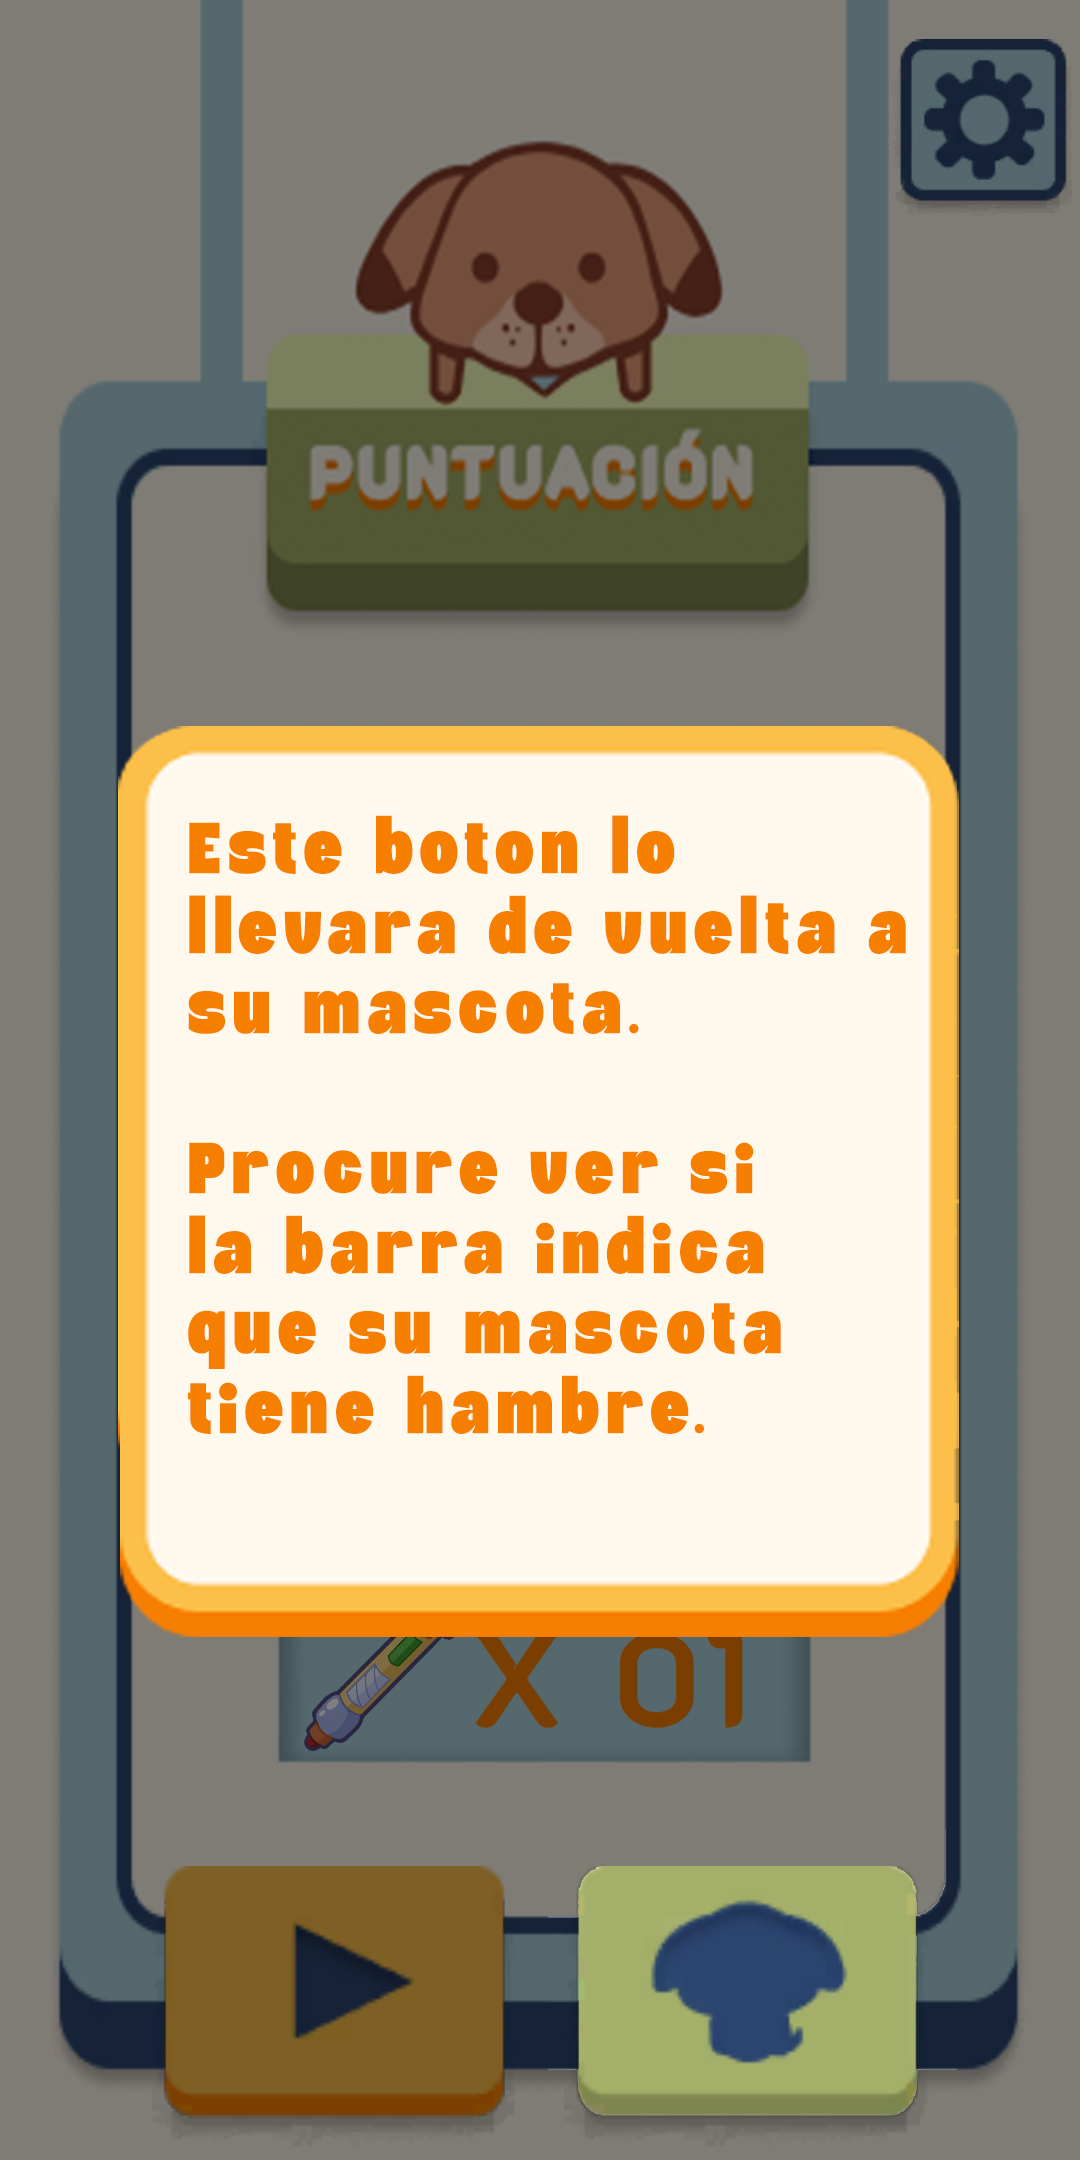 PUNTUACIÓN
Este boton lo
llevara de vuelta a
su mascota.
Procure ver si
la barra indica
que su mascota
tiene hambre.
X 01